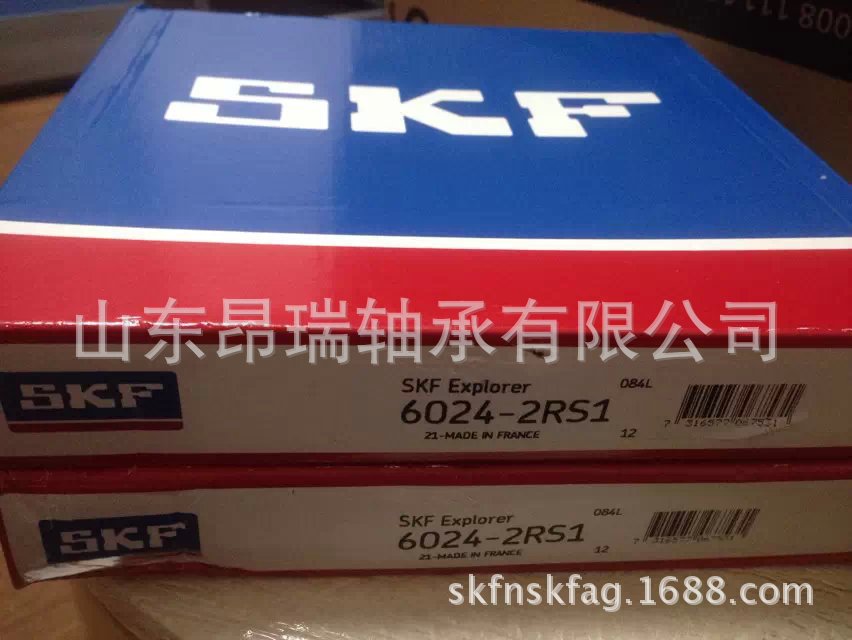 SKF
山东昂瑞轴承有限公司
SKF
SKF Explorer
084L
6024-2RS1
21-MADE IN FRANCE
12
SKF
SKF Explorer
084L
6024-2RS1
21-MADE IN FRANCE
12
skfnskfag.1688.com